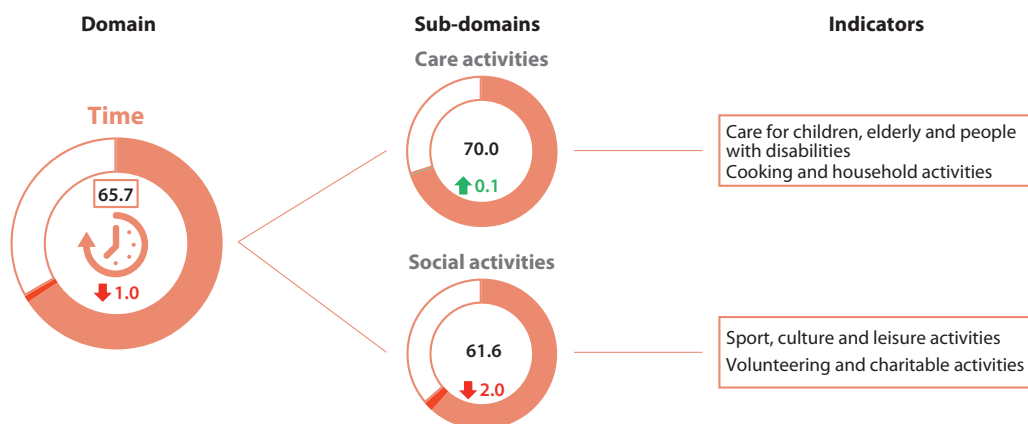 Domain
Sub-domains
Indicators
Care activities
Time
65.7
1.0
70.0
0.1
Care for children, elderly and people
with disabilities
Cooking and household activities
Social activities
61.6
2.0
Sport, culture and leisure activities
Volunteering and charitable activities